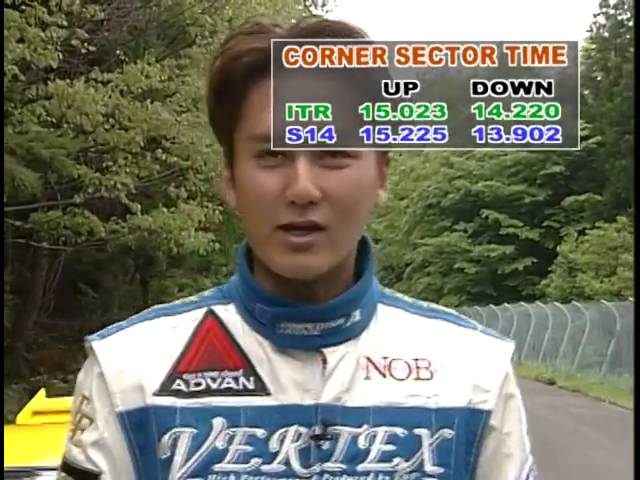 CORNER SECTOR TIME
UP DOWN
ITR 15.023 14.220
S14 15.225 13.902
NOB
ADVAN
VERTEX